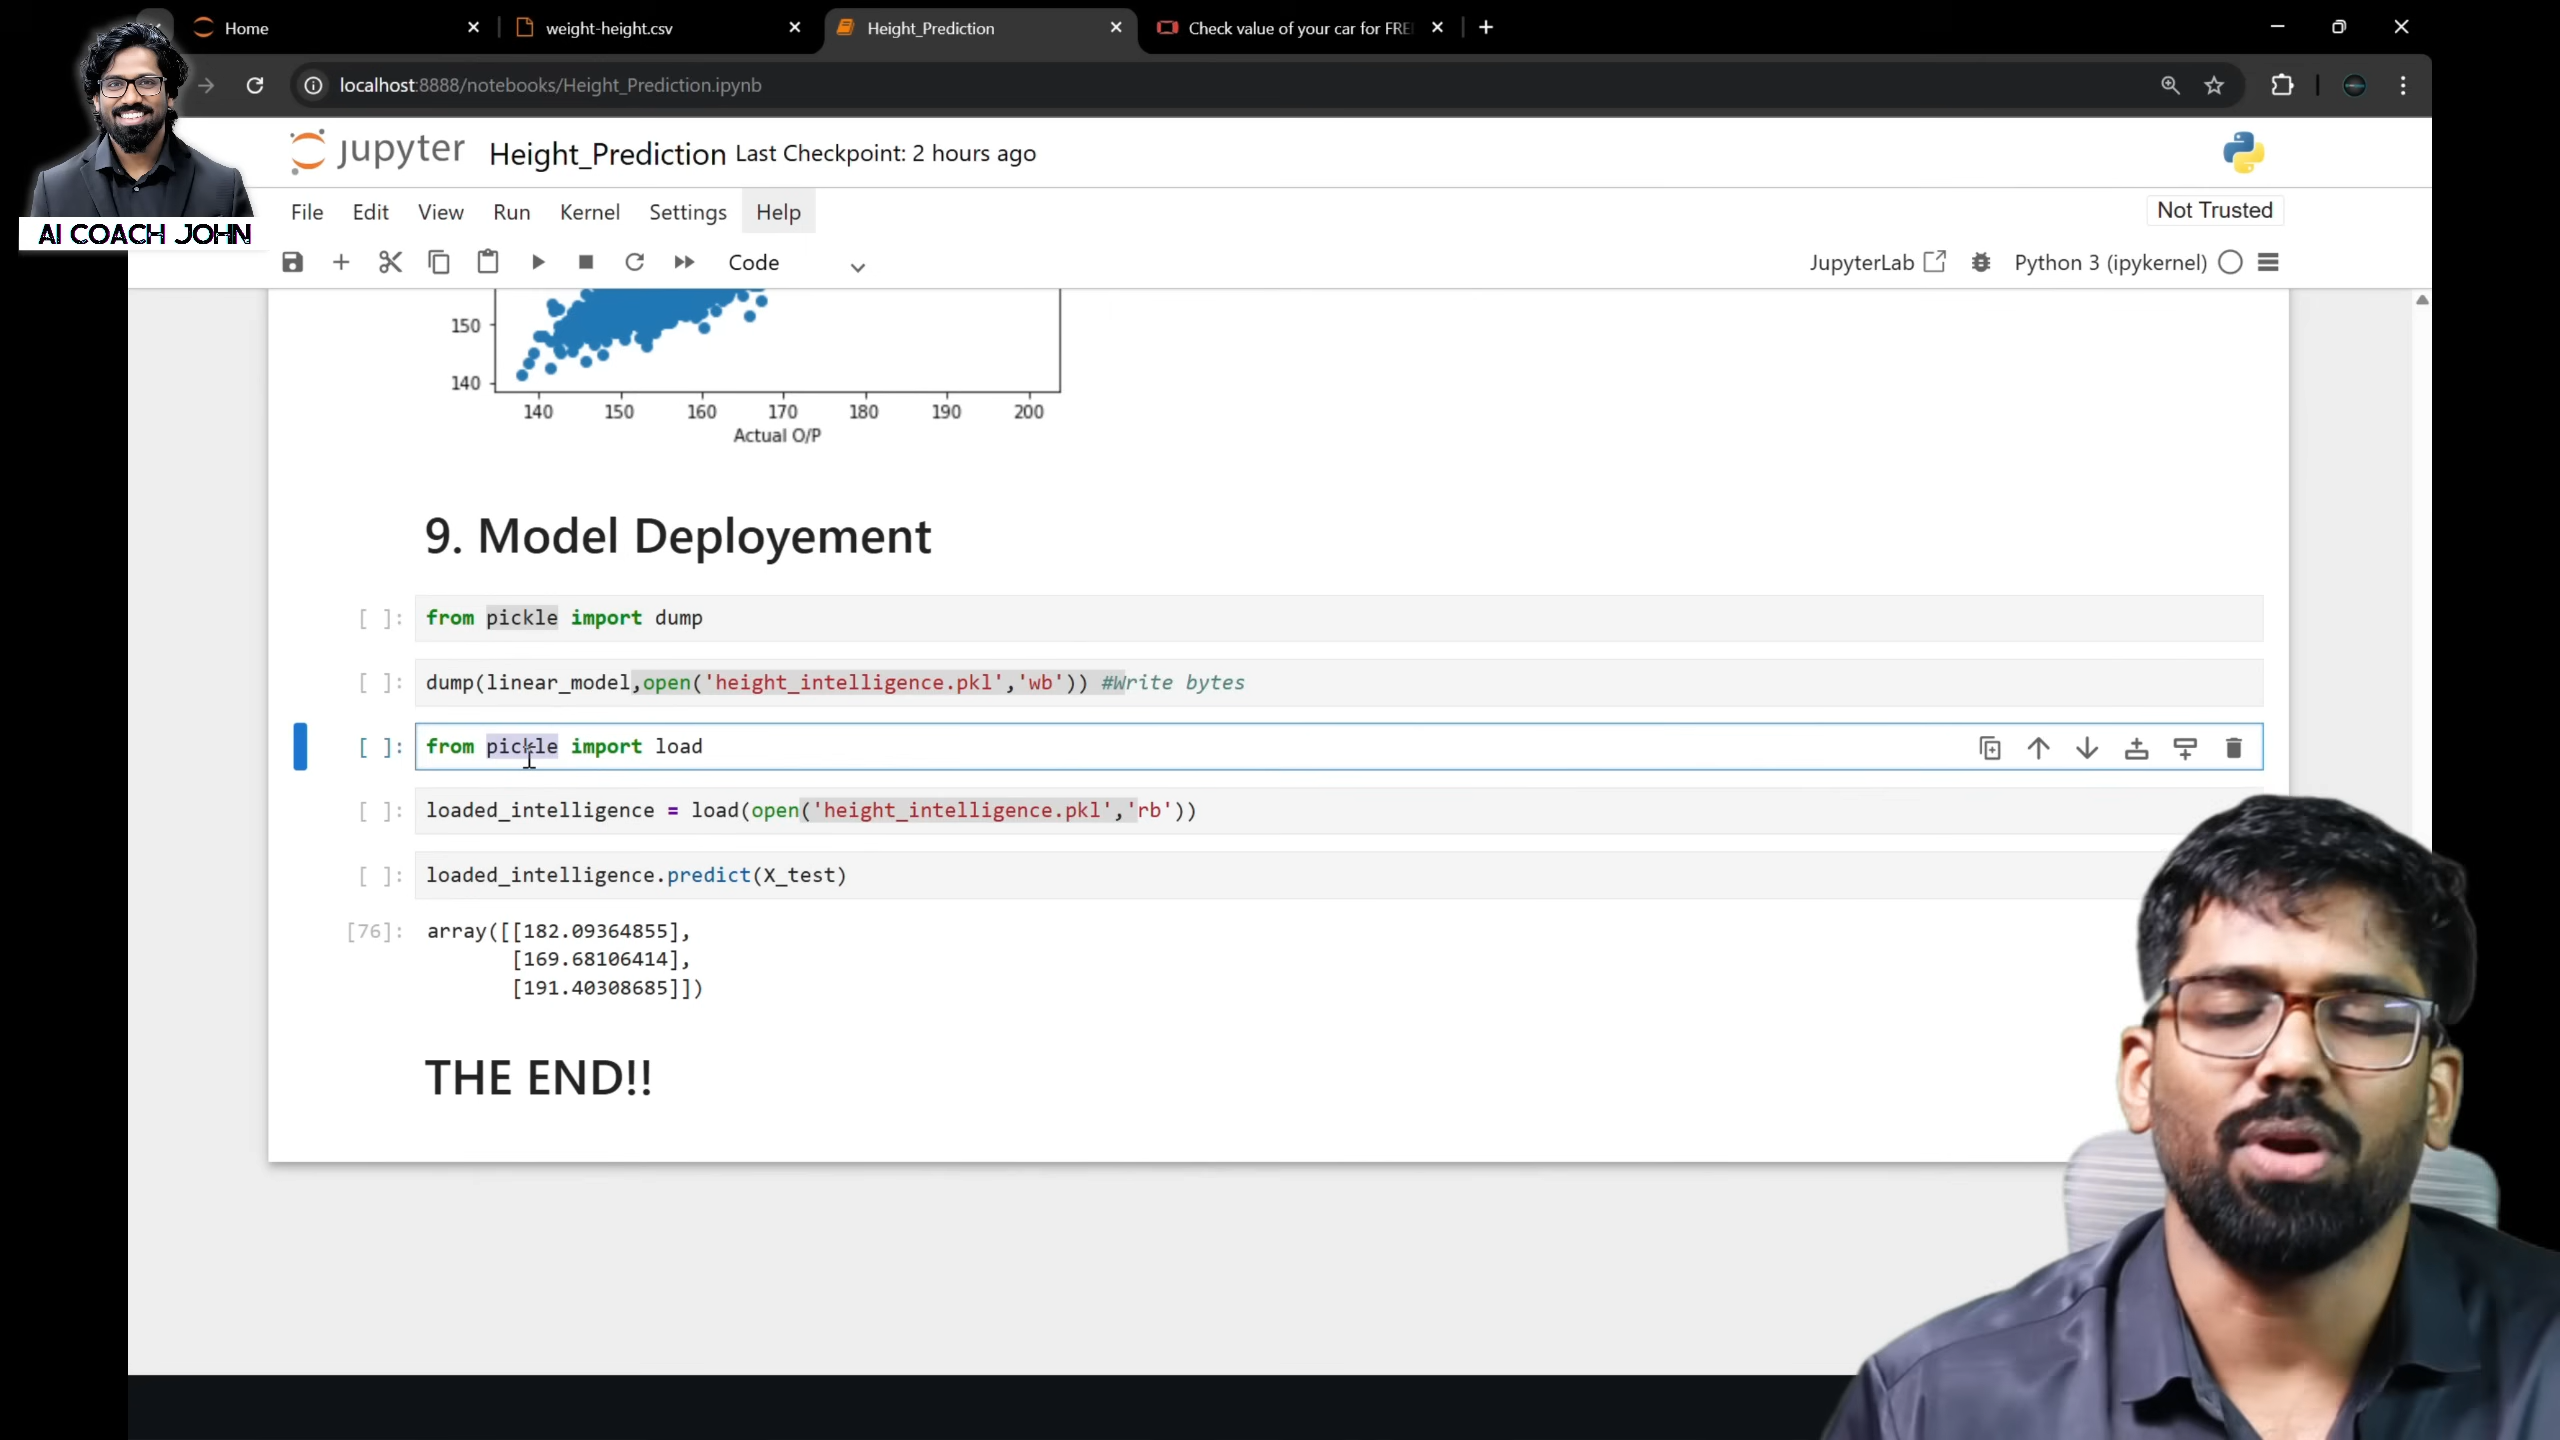 Home
weight-height.csv
Height_Prediction
Check value of your car for FRE
localhost:8888/notebooks/Height_Prediction.ipynb
AI COACH JOHN
jupyter
Height_Prediction Last Checkpoint: 2 hours ago
File Edit View Run Kernel Settings Help
Not Trusted
Code
JupyterLab
Python 3 (ipykernel)
150
140
140 150 160 170 180 190 200
Actual O/P
9. Model Deployement
[ ]: from pickle import dump
[ ]: dump(linear_model,open('height_intelligence.pkl','wb')) #Write bytes
[ ]: from pickle import load
[ ]: loaded_intelligence = load(open('height_intelligence.pkl','rb'))
[ ]: loaded_intelligence.predict(X_test)
[76]: array([[182.09364855],
[169.68106414],
[191.40308685]])
THE END!!